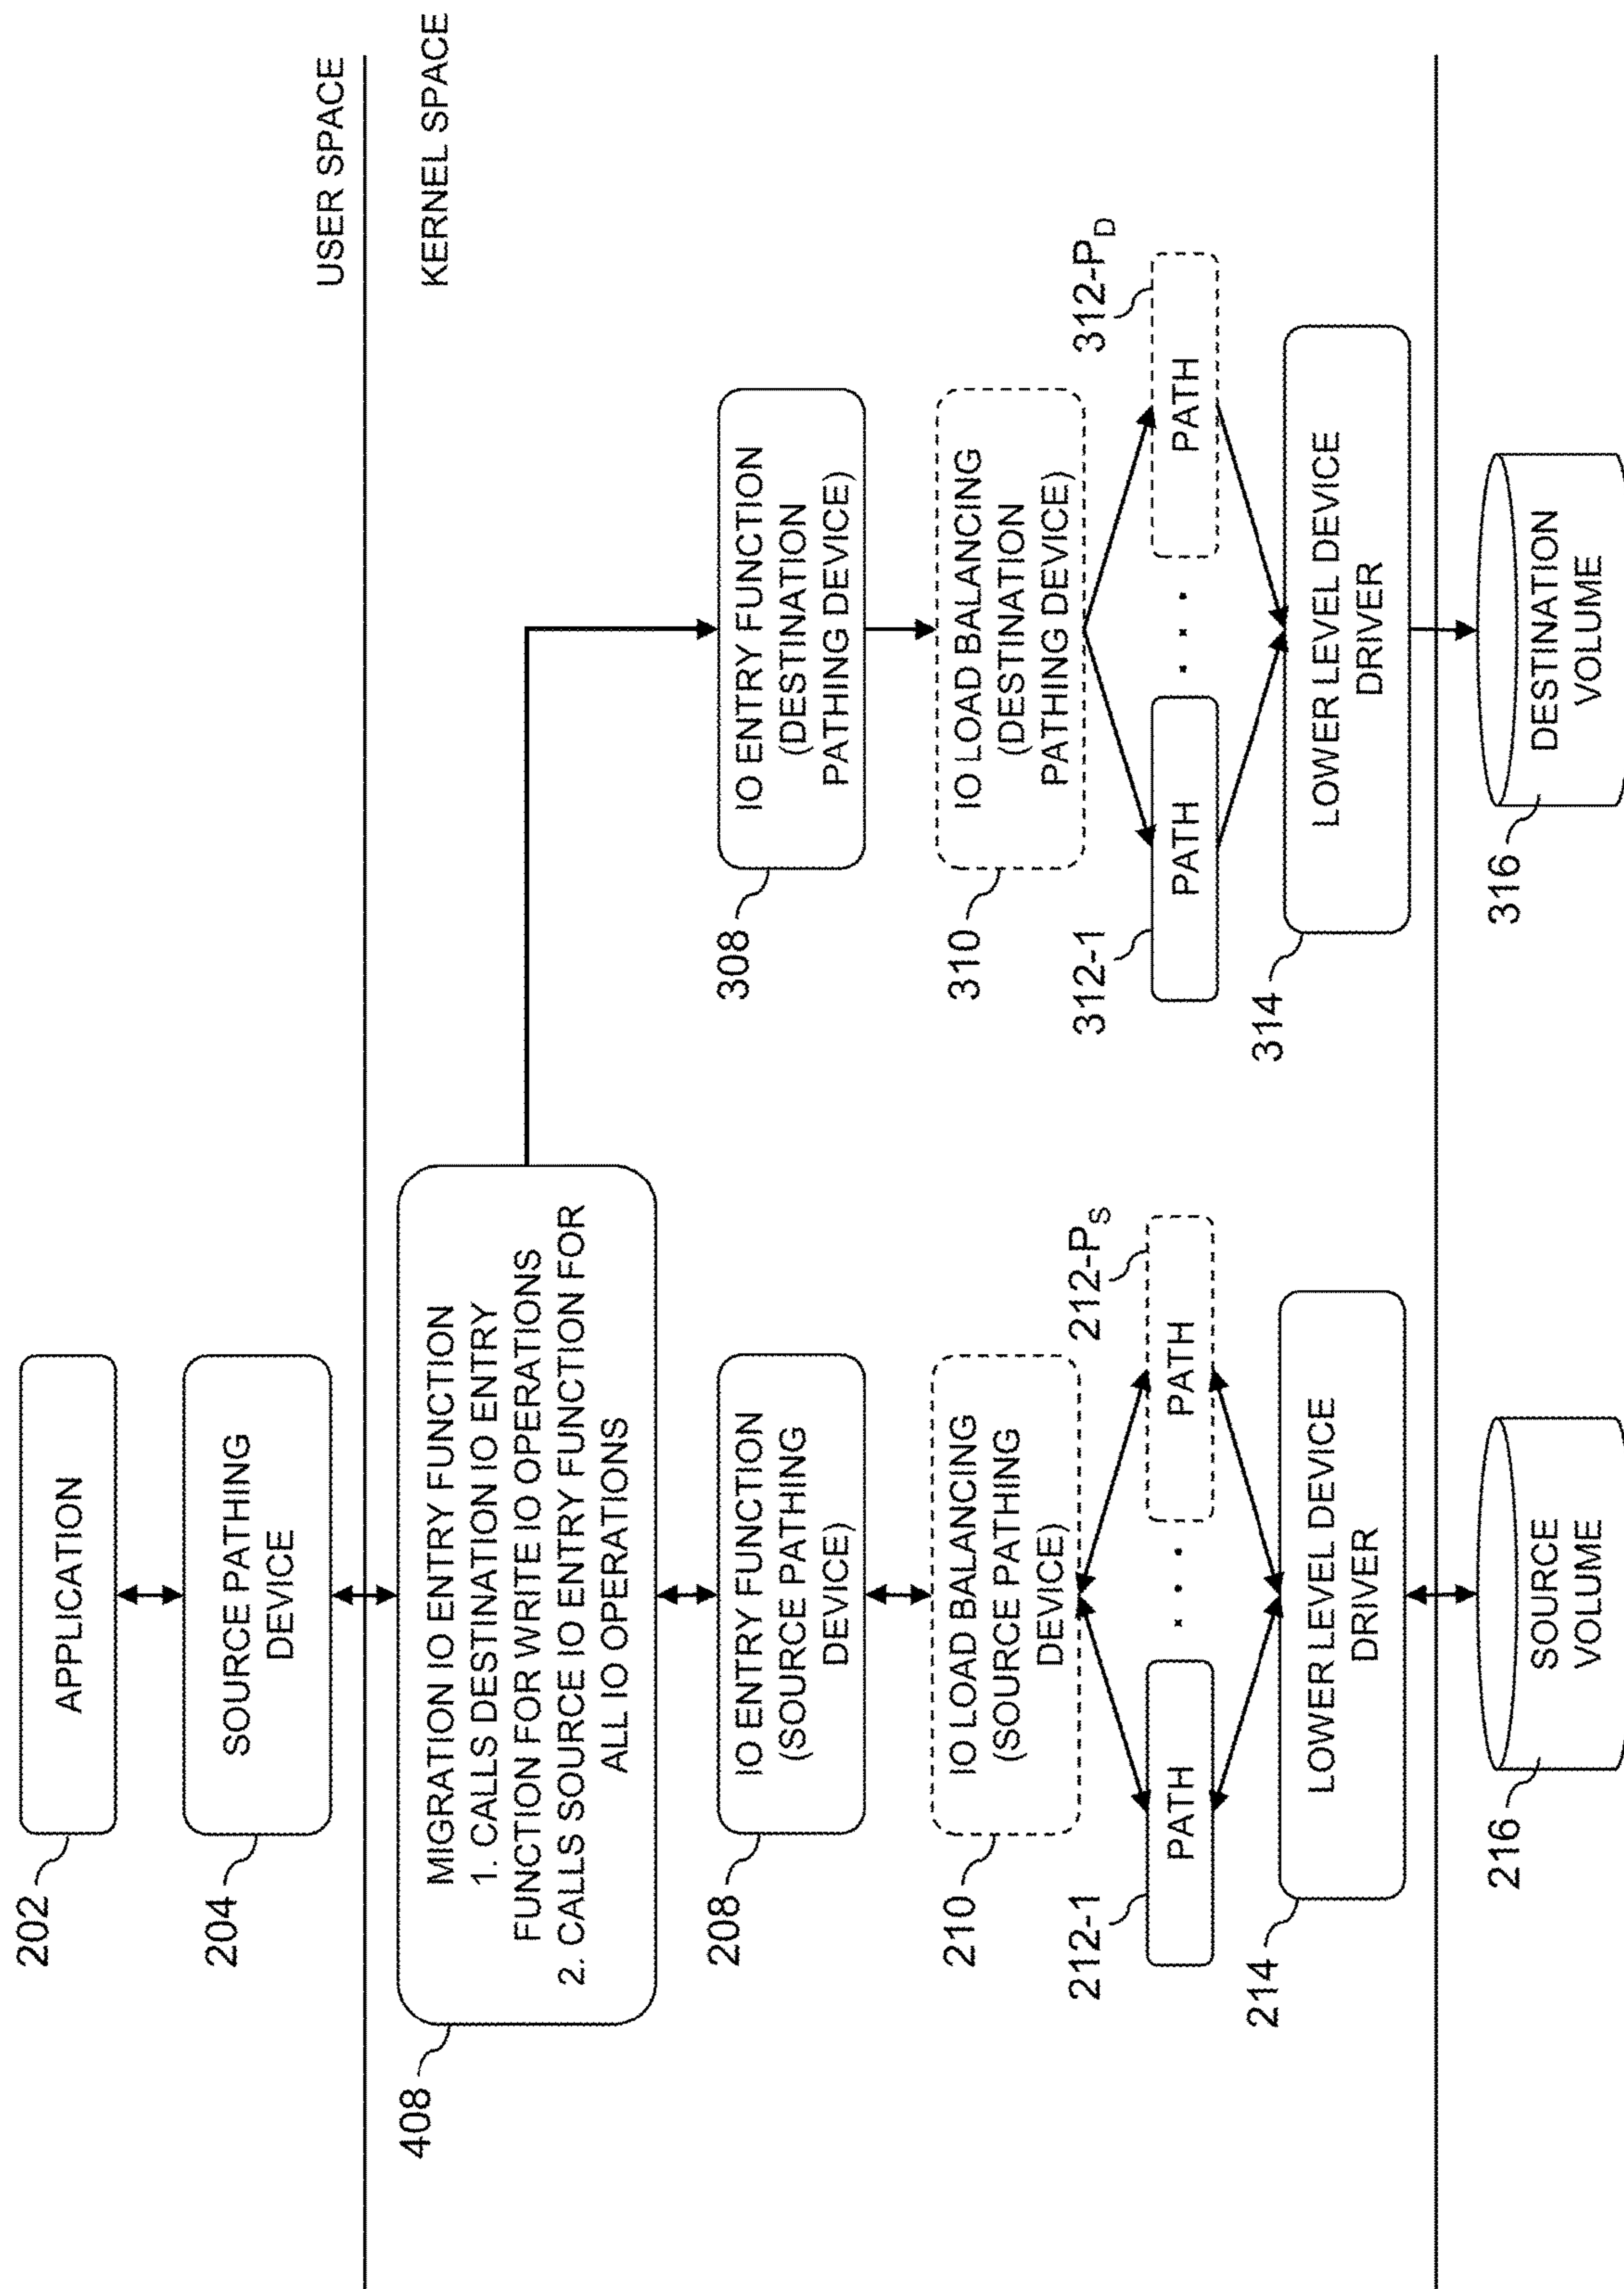 202
APPLICATION
204
SOURCE PATHING
DEVICE
USER SPACE
KERNEL SPACE
408
MIGRATION IO ENTRY FUNCTION
1. CALLS DESTINATION IO ENTRY
FUNCTION FOR WRITE IO OPERATIONS
2. CALLS SOURCE IO ENTRY FUNCTION FOR
ALL IO OPERATIONS
208
IO ENTRY FUNCTION
(SOURCE PATHING
DEVICE)
308
IO ENTRY FUNCTION
(DESTINATION
PATHING DEVICE)
210
IO LOAD BALANCING
(SOURCE PATHING
DEVICE)
310
IO LOAD BALANCING
(DESTINATION
PATHING DEVICE)
212-1
PATH
. . .
PATH
212-PS
312-1
PATH
. . .
PATH
312-PD
214
LOWER LEVEL DEVICE
DRIVER
314
LOWER LEVEL DEVICE
DRIVER
216
SOURCE
VOLUME
316
DESTINATION
VOLUME